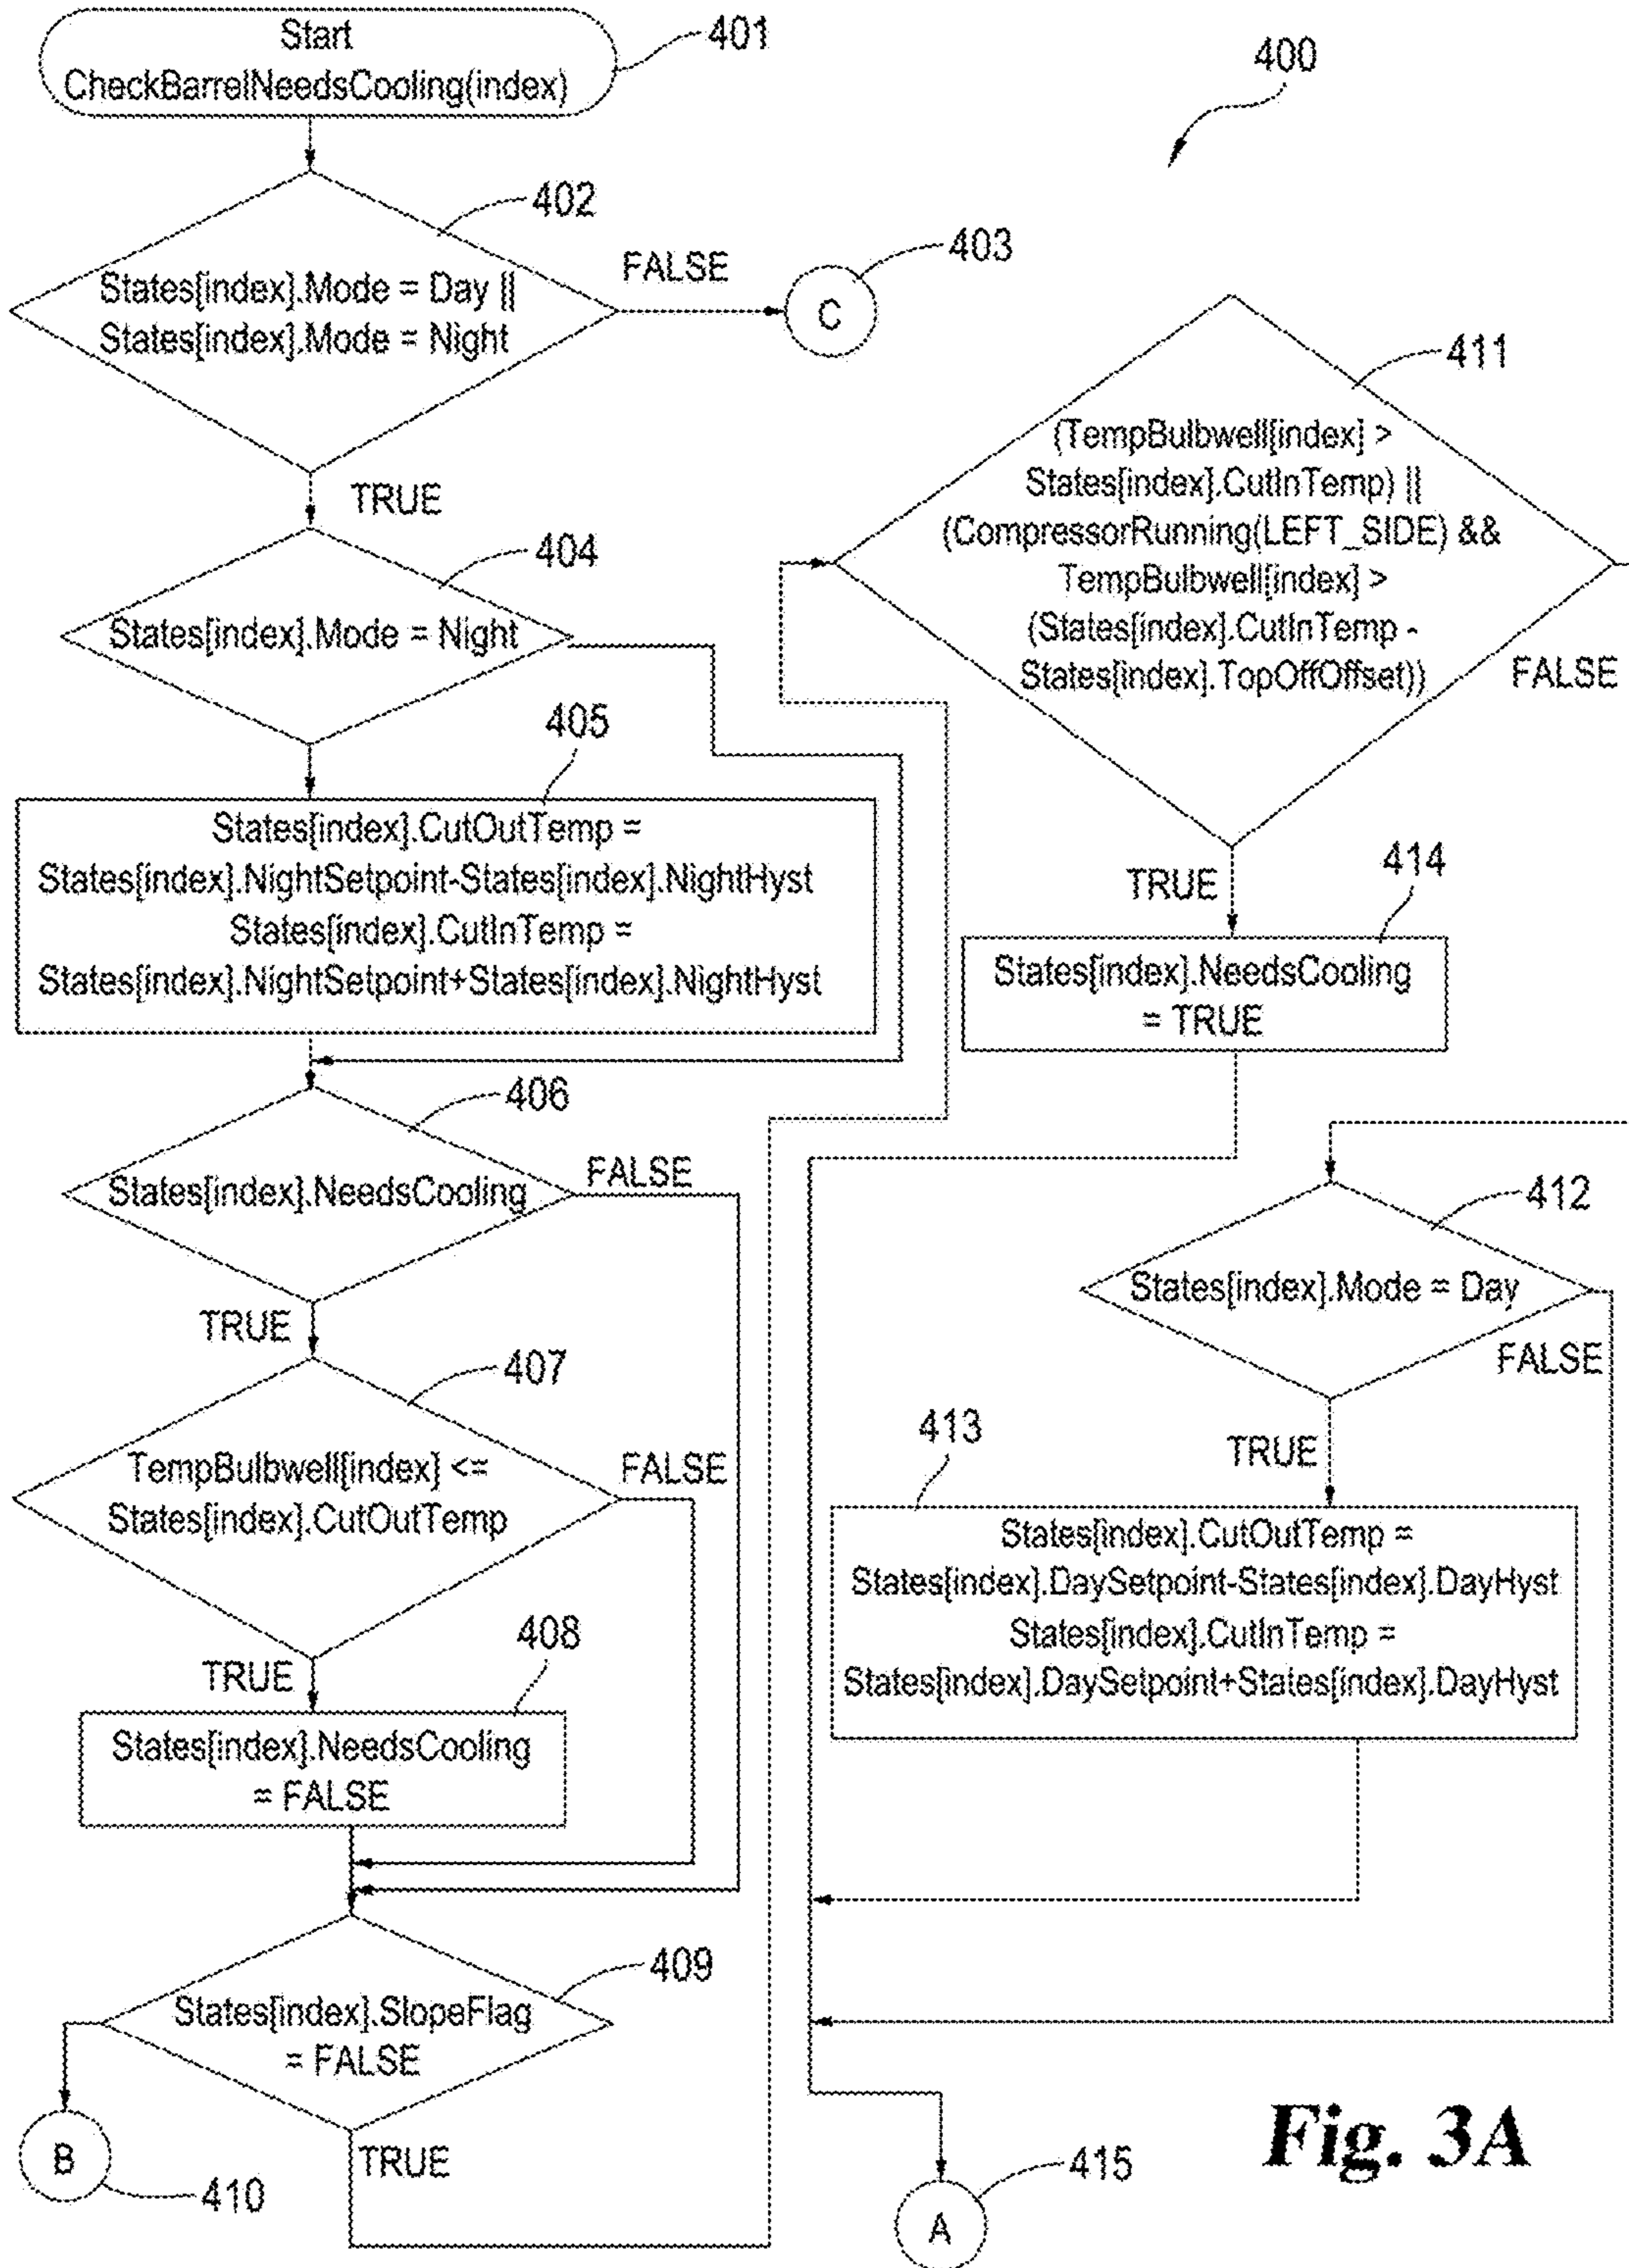 Start
CheckBarrelNeedsCooling(index)
401
400
402
States[index].Mode = Day ||
States[index].Mode = Night
FALSE
403
C
TRUE
404
States[index].Mode = Night
405
States[index].CutOutTemp =
States[index].NightSetpoint-States[index].NightHyst
States[index].CutInTemp =
States[index].NightSetpoint+States[index].NightHyst
406
States[index].NeedsCooling
FALSE
TRUE
407
TempBulbwell[index] <=
States[index].CutOutTemp
FALSE
TRUE
408
States[index].NeedsCooling
= FALSE
409
States[index].SlopeFlag
= FALSE
B
410
TRUE
411
(TempBulbwell[index] >
States[index].CutInTemp) ||
(CompressorRunning(LEFT_SIDE) &&
TempBulbwell[index] >
(States[index].CutInTemp -
States[index].TopOffOffset))
FALSE
TRUE
414
States[index].NeedsCooling
= TRUE
412
States[index].Mode = Day
FALSE
TRUE
413
States[index].CutOutTemp =
States[index].DaySetpoint-States[index].DayHyst
States[index].CutInTemp =
States[index].DaySetpoint+States[index].DayHyst
415
A
Fig. 3A